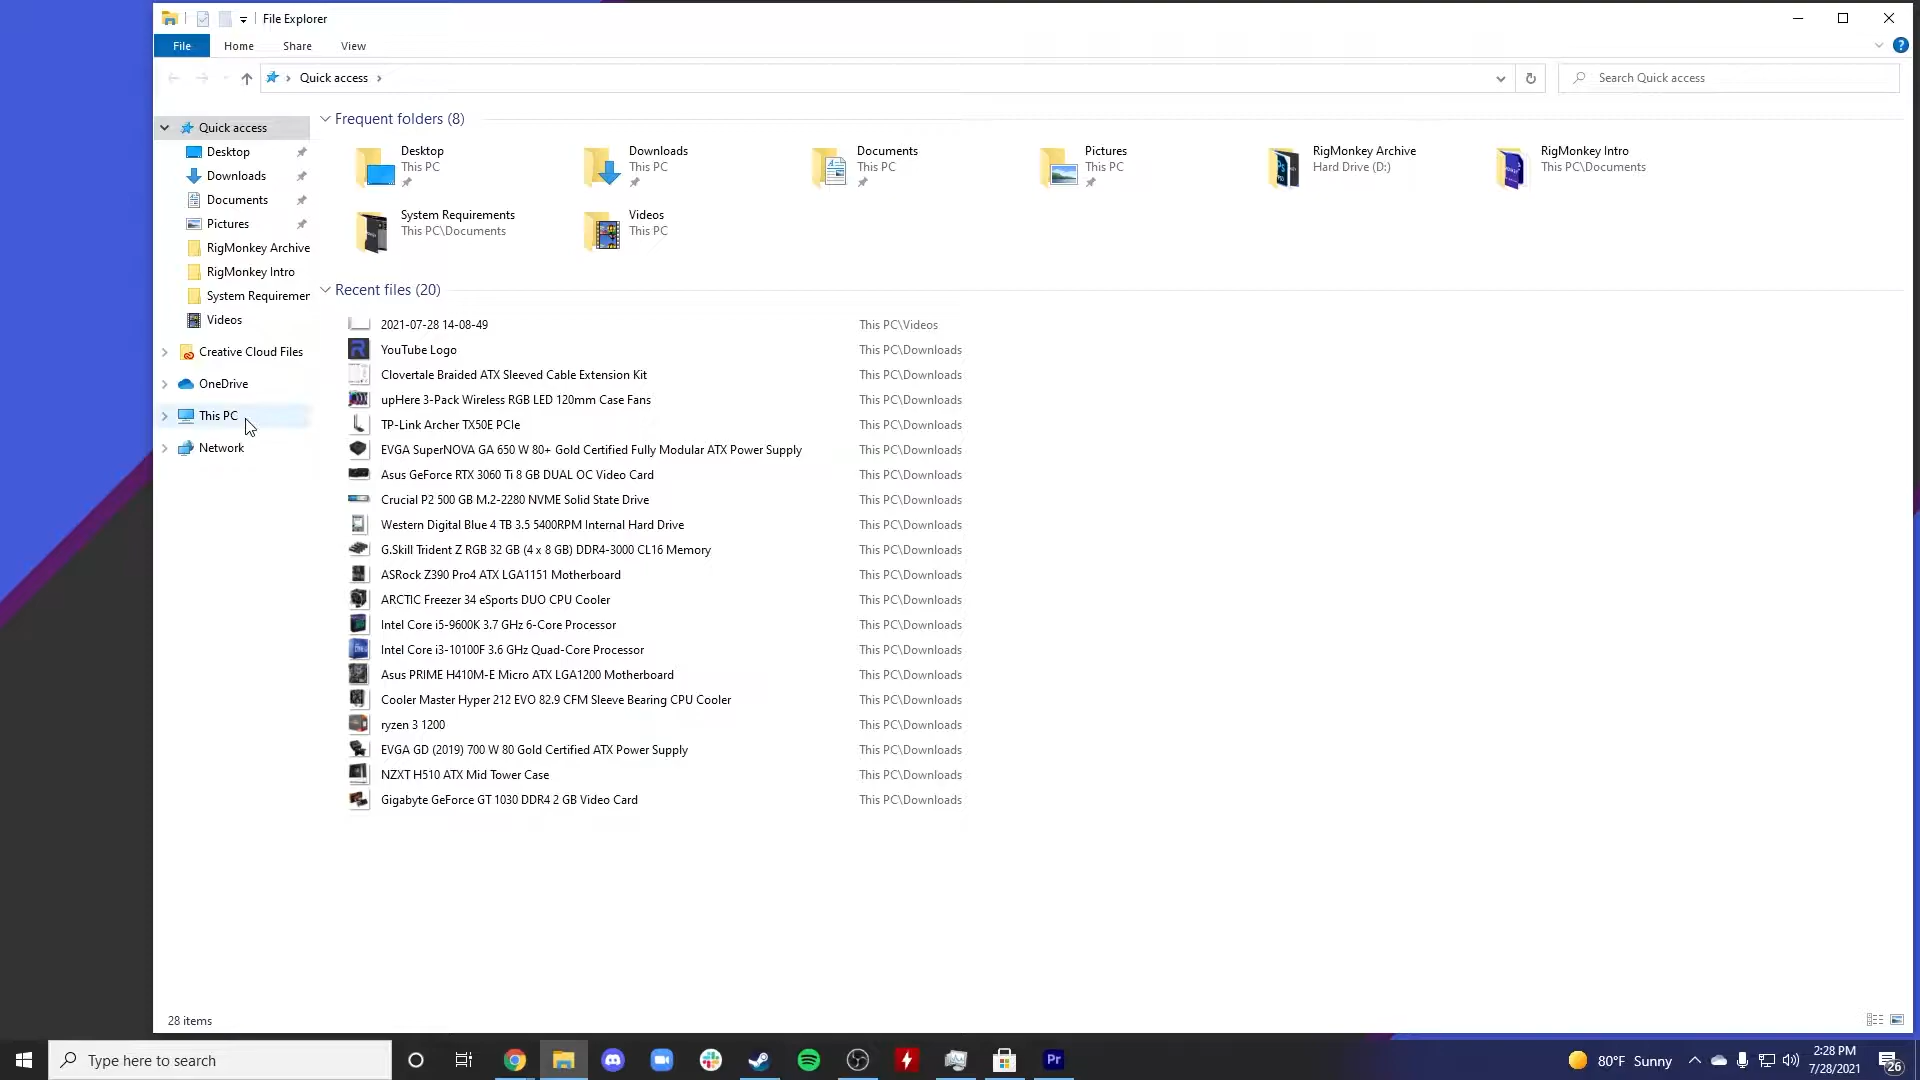 File Explorer
File Home Share View
Quick access
Search Quick access
Quick access
Desktop
Downloads
Documents
Pictures
RigMonkey Archive
RigMonkey Intro
System Requiremer
Videos
Creative Cloud Files
OneDrive
This PC
Network
Frequent folders (8)
Desktop
This PC
Downloads
This PC
Documents
This PC
Pictures
This PC
RigMonkey Archive
Hard Drive (D:)
RigMonkey Intro
This PC\Documents
System Requirements
This PC\Documents
Videos
This PC
Recent files (20)
2021-07-28 14-08-49 This PC\Videos
YouTube Logo This PC\Downloads
Clovertale Braided ATX Sleeved Cable Extension Kit This PC\Downloads
upHere 3-Pack Wireless RGB LED 120mm Case Fans This PC\Downloads
TP-Link Archer TX50E PCIe This PC\Downloads
EVGA SuperNOVA GA 650 W 80+ Gold Certified Fully Modular ATX Power Supply This PC\Downloads
Asus GeForce RTX 3060 Ti 8 GB DUAL OC Video Card This PC\Downloads
Crucial P2 500 GB M.2-2280 NVME Solid State Drive This PC\Downloads
Western Digital Blue 4 TB 3.5 5400RPM Internal Hard Drive This PC\Downloads
G.Skill Trident Z RGB 32 GB (4 x 8 GB) DDR4-3000 CL16 Memory This PC\Downloads
ASRock Z390 Pro4 ATX LGA1151 Motherboard This PC\Downloads
ARCTIC Freezer 34 eSports DUO CPU Cooler This PC\Downloads
Intel Core i5-9600K 3.7 GHz 6-Core Processor This PC\Downloads
Intel Core i3-10100F 3.6 GHz Quad-Core Processor This PC\Downloads
Asus PRIME H410M-E Micro ATX LGA1200 Motherboard This PC\Downloads
Cooler Master Hyper 212 EVO 82.9 CFM Sleeve Bearing CPU Cooler This PC\Downloads
ryzen 3 1200 This PC\Downloads
EVGA GD (2019) 700 W 80 Gold Certified ATX Power Supply This PC\Downloads
NZXT H510 ATX Mid Tower Case This PC\Downloads
Gigabyte GeForce GT 1030 DDR4 2 GB Video Card This PC\Downloads
28 items
Type here to search
Pr
80°F Sunny
2:28 PM
7/28/2021
26